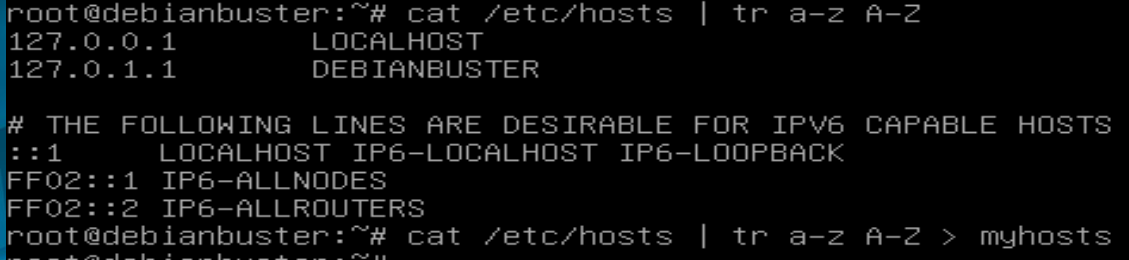 root@debianbuster:~# cat /etc/hosts | tr a-z A-Z
127.0.0.1       LOCALHOST
127.0.1.1       DEBIANBUSTER
# THE FOLLOWING LINES ARE DESIRABLE FOR IPV6 CAPABLE HOSTS
::1     LOCALHOST IP6-LOCALHOST IP6-LOOPBACK
FF02::1 IP6-ALLNODES
FF02::2 IP6-ALLROUTERS
root@debianbuster:~# cat /etc/hosts | tr a-z A-Z > myhosts
root@debianbuster:~#